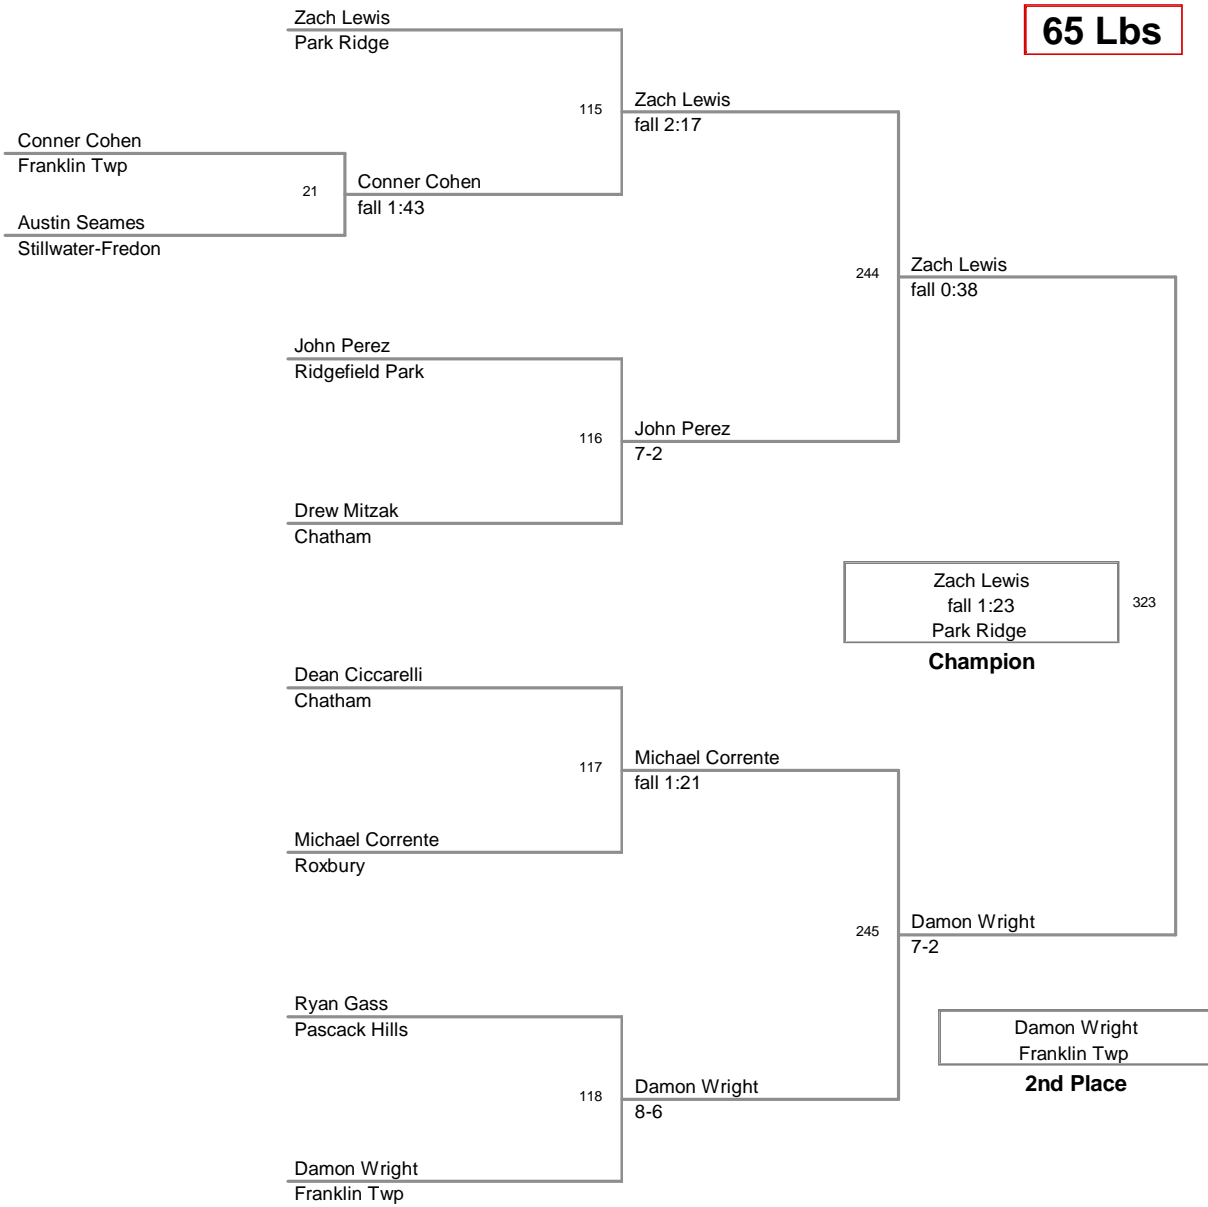 Zach Lewis
Park Ridge
65 Lbs
115
Zach Lewis
fall 2:17
Conner Cohen
Franklin Twp
21
Conner Cohen
fall 1:43
Austin Seames
Stillwater-Fredon
244
Zach Lewis
fall 0:38
John Perez
Ridgefield Park
116
John Perez
7-2
Drew Mitzak
Chatham
Zach Lewis
fall 1:23
Park Ridge
323
Champion
Dean Ciccarelli
Chatham
117
Michael Corrente
fall 1:21
Michael Corrente
Roxbury
245
Damon Wright
7-2
Ryan Gass
Pascack Hills
Damon Wright
Franklin Twp
2nd Place
118
Damon Wright
8-6
Damon Wright
Franklin Twp